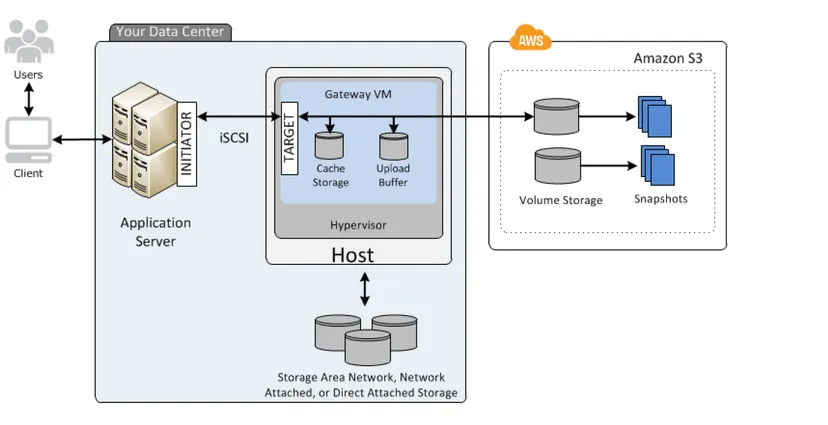 Your Data Center
AWS
Users
Amazon S3
Gateway VM
INITIATOR
TARGET
iSCSI
Client
Cache
Storage
Upload
Buffer
Volume Storage
Snapshots
Application
Server
Hypervisor
Host
Storage Area Network, Network
Attached, or Direct Attached Storage